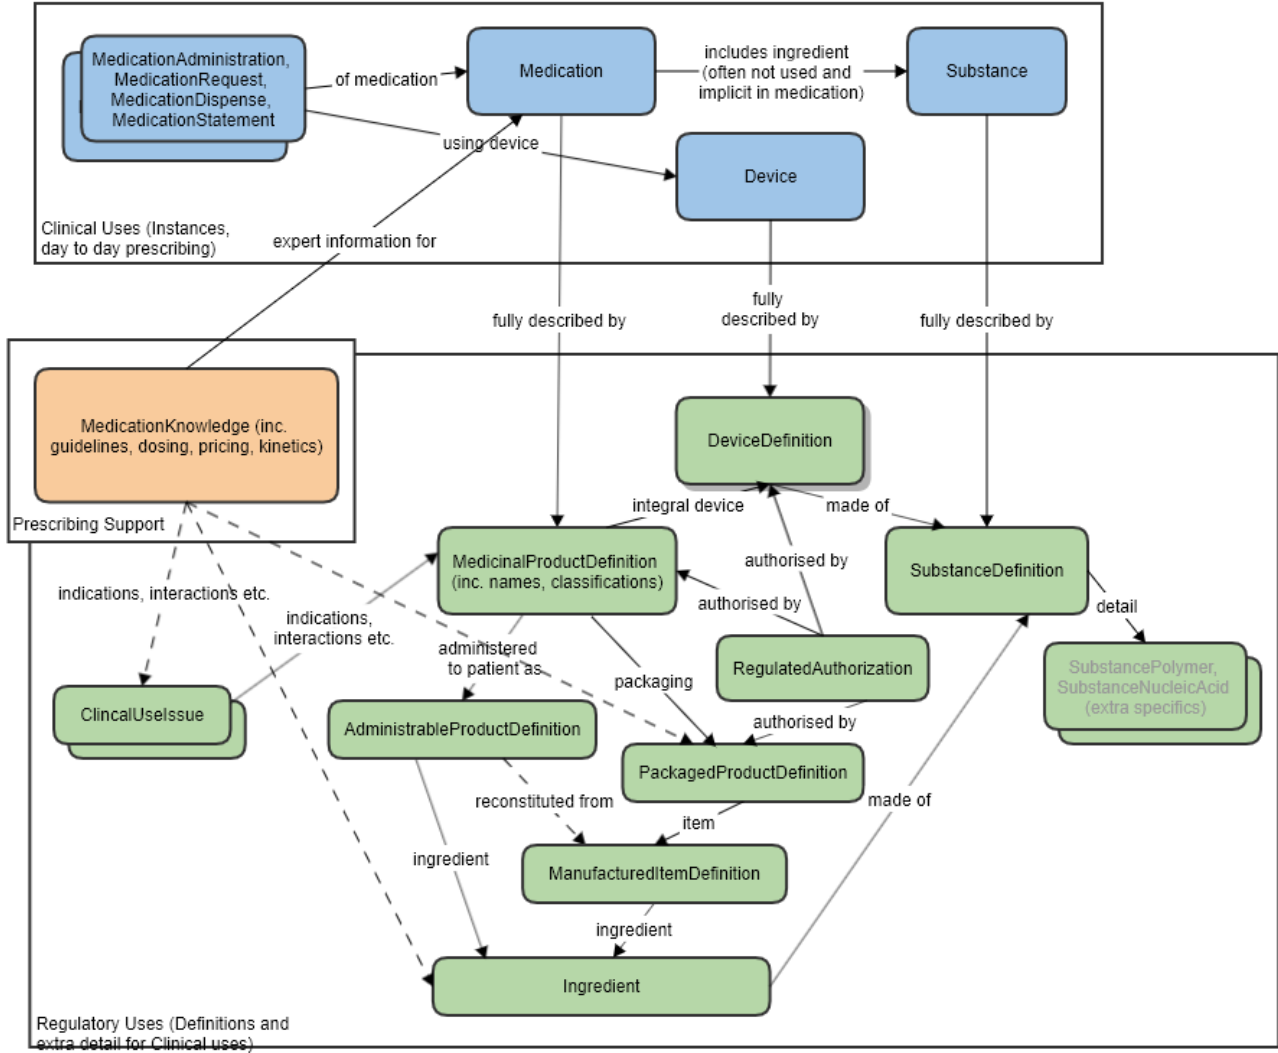 MedicationAdministration,
MedicationRequest,
MedicationDispense,
MedicationStatement
of medication
Medication
includes ingredient
(often not used and
implicit in medication)
Substance
using device
Device
Clinical Uses (Instances,
day to day prescribing)
expert information for
fully described by
fully
described by
fully described by
MedicationKnowledge (inc.
guidelines, dosing, pricing, kinetics)
Prescribing Support
DeviceDefinition
integral device
made of
MedicinalProductDefinition
(inc. names, classifications)
authorised by
SubstanceDefinition
indications, interactions etc.
indications,
interactions etc.
authorised by
detail
administered
to patient as
packaging
RegulatedAuthorization
SubstancePolymer,
SubstanceNucleicAcid
(extra specifics)
ClincalUseIssue
AdministrableProductDefinition
authorised by
PackagedProductDefinition
reconstituted from
made of
item
ingredient
ManufacturedItemDefinition
ingredient
Ingredient
Regulatory Uses (Definitions and
extra detail for Clinical uses)